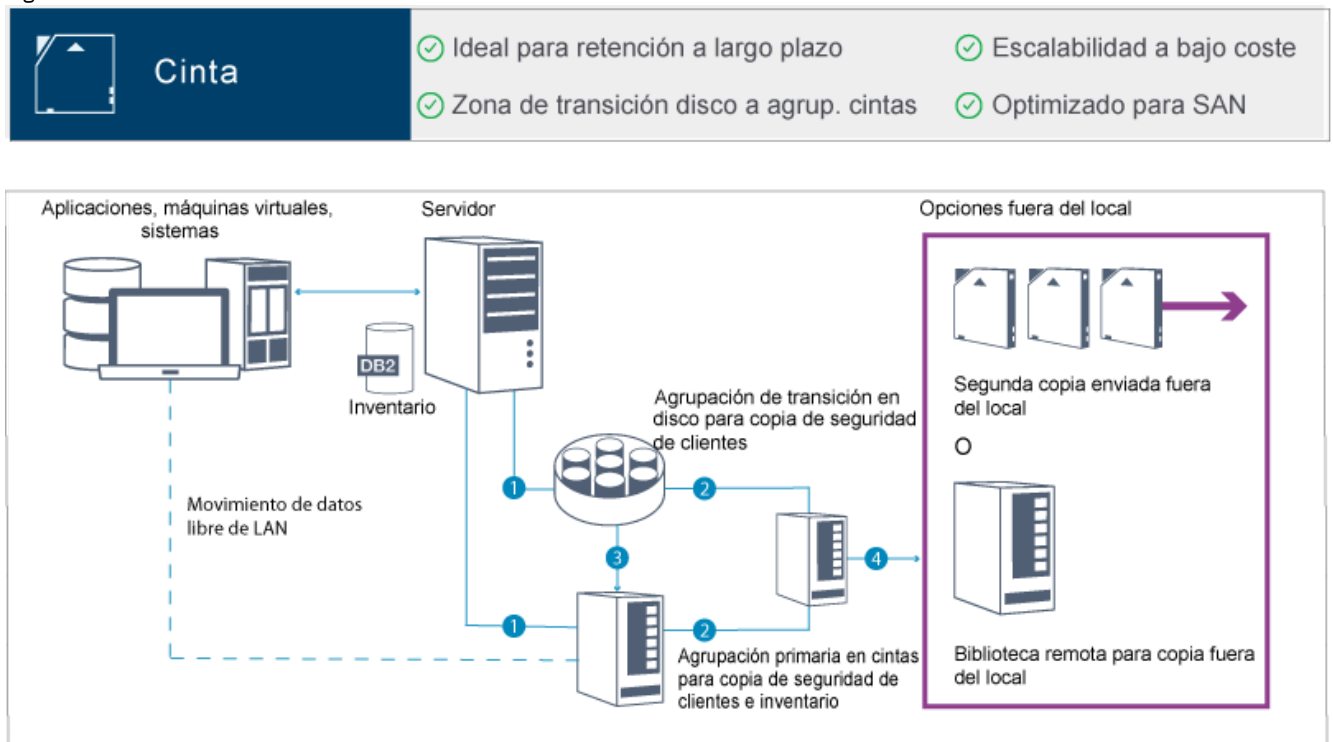 Cinta
Ideal para retención a largo plazo
Escalabilidad a bajo coste
Zona de transición disco a agrup. cintas
Optimizado para SAN
Aplicaciones, máquinas virtuales,
sistemas
Servidor
Opciones fuera del local
DB2
Inventario
Agrupación de transición en
disco para copia de seguridad
de clientes
Segunda copia enviada fuera
del local
O
1
2
Movimiento de datos
libre de LAN
3
4
1
2
Agrupación primaria en cintas
para copia de seguridad de
clientes e inventario
Biblioteca remota para copia fuera
del local